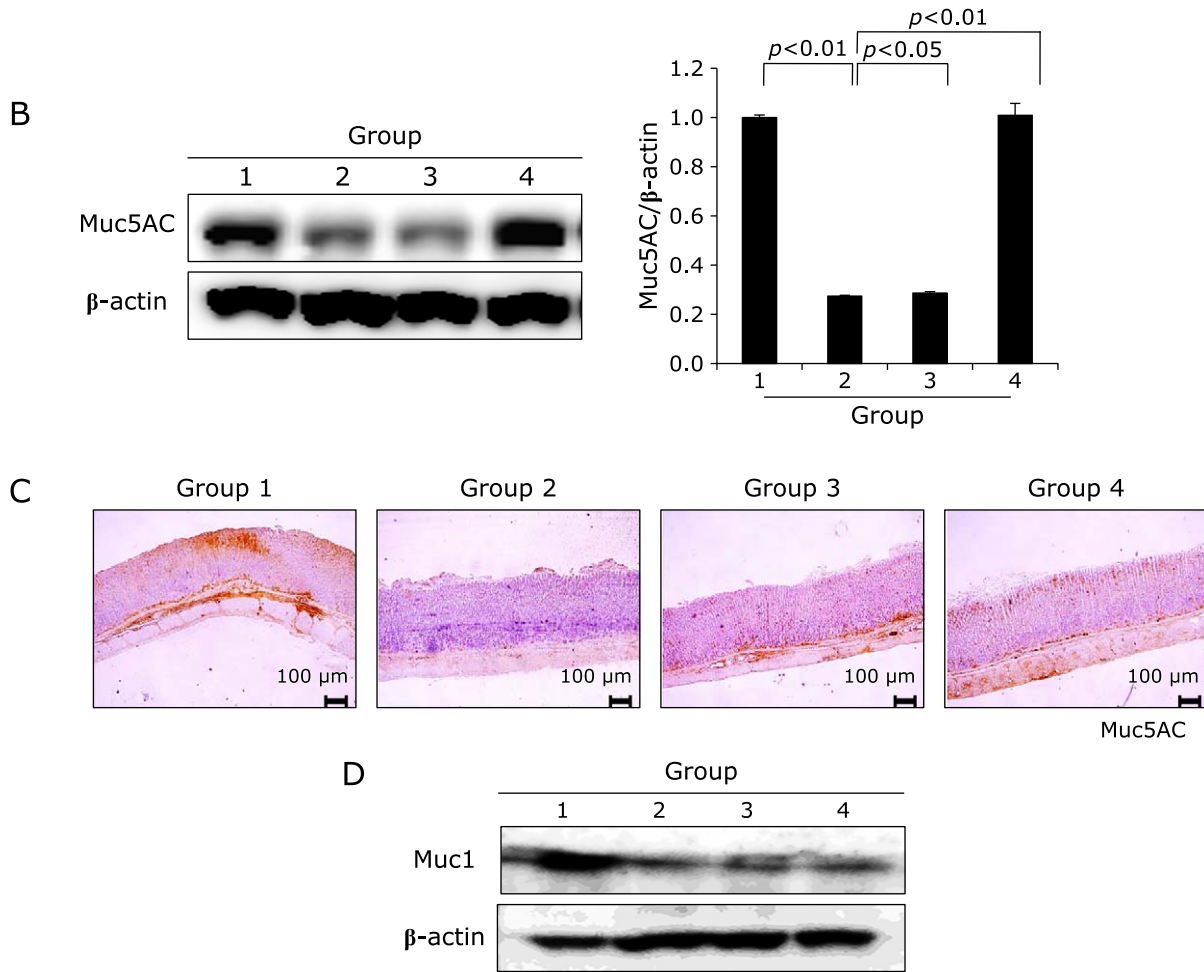 B
Group
1 2 3 4
Muc5AC
β-actin
p<0.01
p<0.01 p<0.05
1.2
1.0
0.8
0.6
0.4
0.2
0.0
Muc5AC/β-actin
1 2 3 4
Group
C
Group 1 Group 2 Group 3 Group 4
100 μm 100 μm 100 μm 100 μm
Muc5AC
D
Group
1 2 3 4
Muc1
β-actin